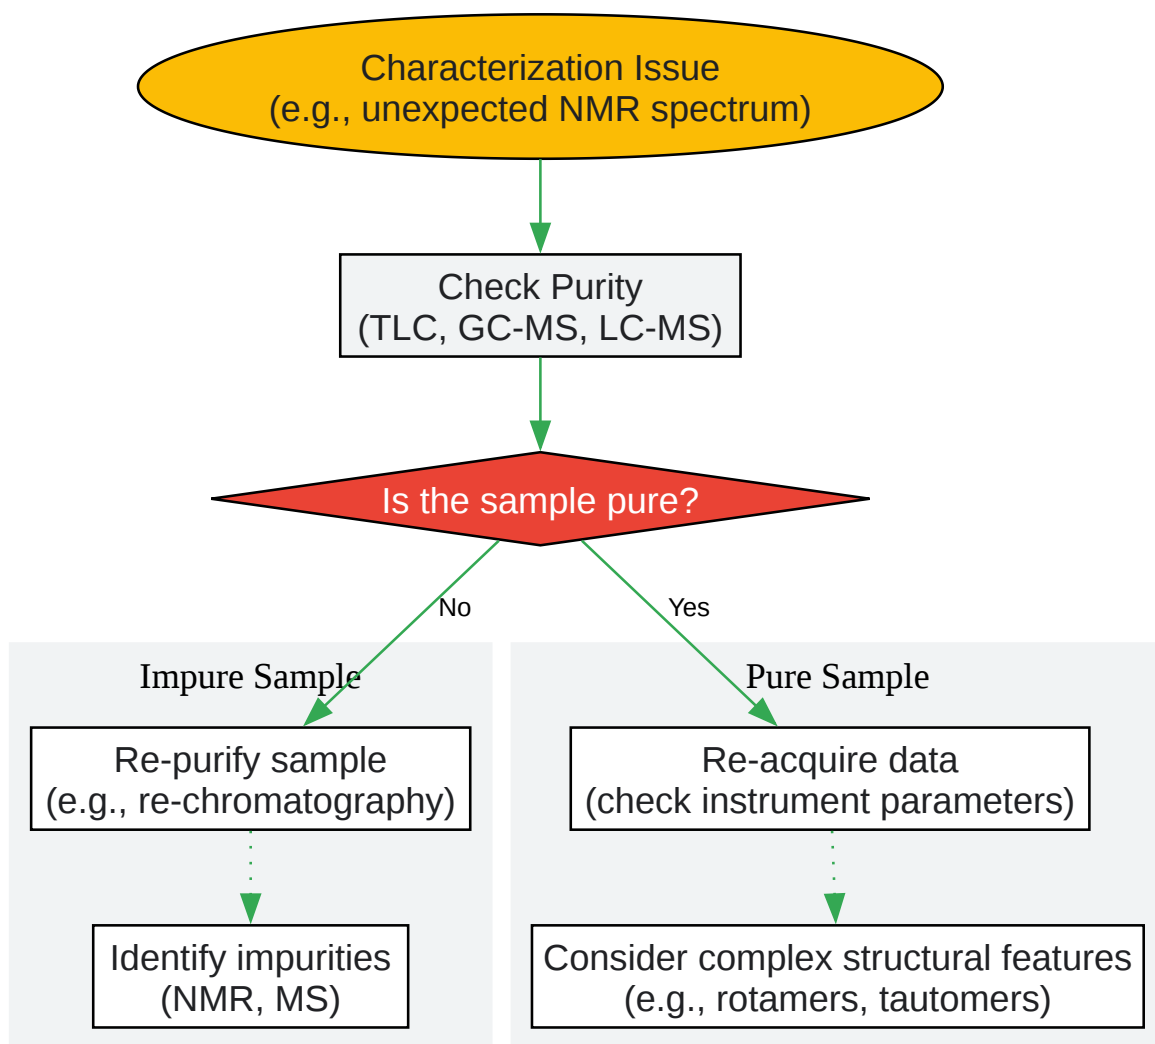 Characterization Issue
(e.g., unexpected NMR spectrum)
Check Purity
(TLC, GC-MS, LC-MS)
Is the sample pure?
No
Yes
Impure Sample
Re-purify sample
(e.g., re-chromatography)
Identify impurities
(NMR, MS)
Pure Sample
Re-acquire data
(check instrument parameters)
Consider complex structural features
(e.g., rotamers, tautomers)